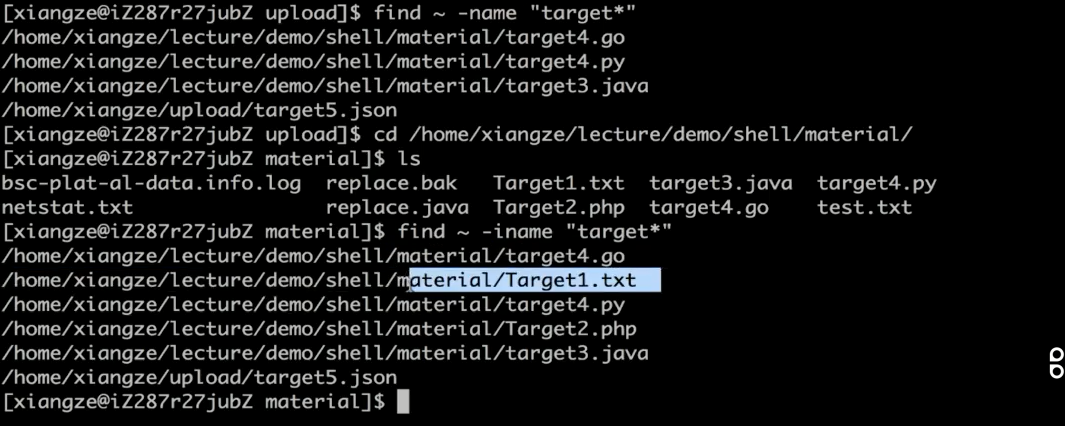 [xiangze@iZ287r27jubZ upload]$ find ~ -name "target*"
/home/xiangze/lecture/demo/shell/material/target4.go
/home/xiangze/lecture/demo/shell/material/target4.py
/home/xiangze/lecture/demo/shell/material/target3.java
/home/xiangze/upload/target5.json
[xiangze@iZ287r27jubZ upload]$ cd /home/xiangze/lecture/demo/shell/material/
[xiangze@iZ287r27jubZ material]$ ls
bsc-plat-al-data.info.log  replace.bak   Target1.txt  target3.java  target4.py
netstat.txt                replace.java  Target2.php  target4.go    test.txt
[xiangze@iZ287r27jubZ material]$ find ~ -iname "target*"
/home/xiangze/lecture/demo/shell/material/target4.go
/home/xiangze/lecture/demo/shell/material/Target1.txt
/home/xiangze/lecture/demo/shell/material/target4.py
/home/xiangze/lecture/demo/shell/material/Target2.php
/home/xiangze/lecture/demo/shell/material/target3.java
/home/xiangze/upload/target5.json
[xiangze@iZ287r27jubZ material]$